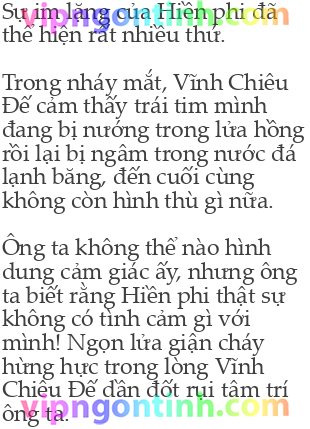 Sự im lặng của Hiền phi đã
thể hiện rất nhiều thứ.
Trong nháy mắt, Vĩnh Chiêu
Đế cảm thấy trái tim mình
đang bị nướng trong lửa hồng
rồi lại bị ngâm trong nước đá
lạnh băng, đến cuối cùng
không còn hình thù gì nữa.
Ông ta không thể nào hình
dung cảm giác ấy, nhưng ông
ta biết rằng Hiền phi thật sự
không có tình cảm gì với
mình! Ngọn lửa giận cháy
hừng hực trong lòng Vĩnh
Chiêu Đế dần đốt rụi tâm trí
ông ta.
vipngontinh.com
vipngontinh.com